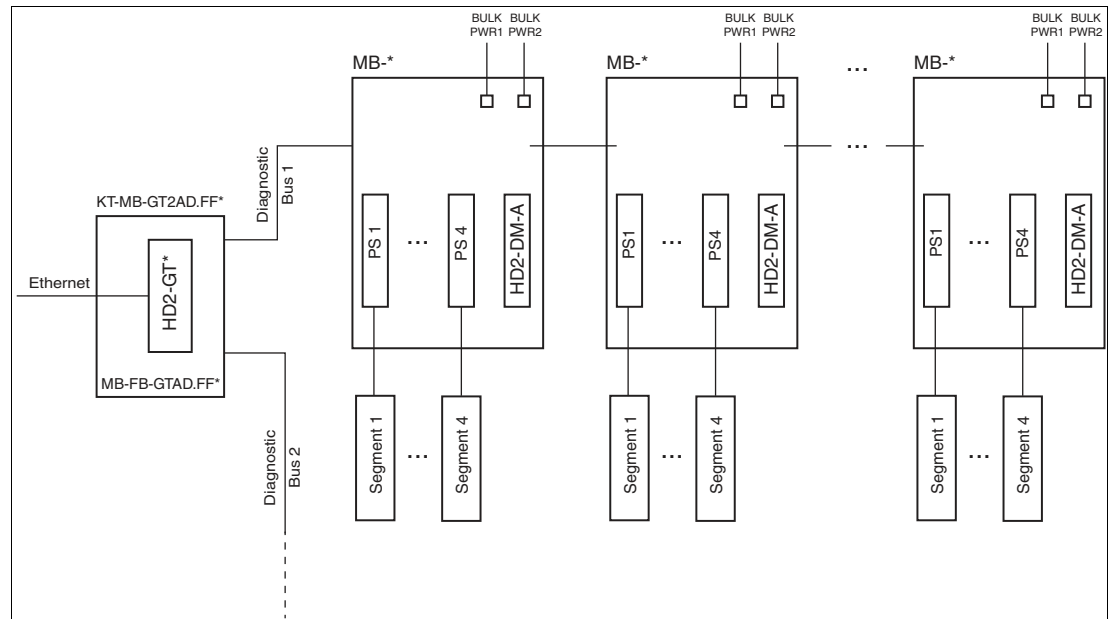 BULK BULK
PWR1 PWR2
BULK BULK
PWR1 PWR2
BULK BULK
PWR1 PWR2
MB-*
MB-*
...
MB-*
Diagnostic
Bus 1
...
KT-MB-GT2AD.FF*
Ethernet
HD2-GT*
MB-FB-GTAD.FF*
PS 1
...
PS 4
HD2-DM-A
PS1
...
PS4
HD2-DM-A
PS1
...
PS4
HD2-DM-A
Diagnostic
Bus 2
Segment 1
...
Segment 4
Segment 1
...
Segment 4
Segment 1
...
Segment 4